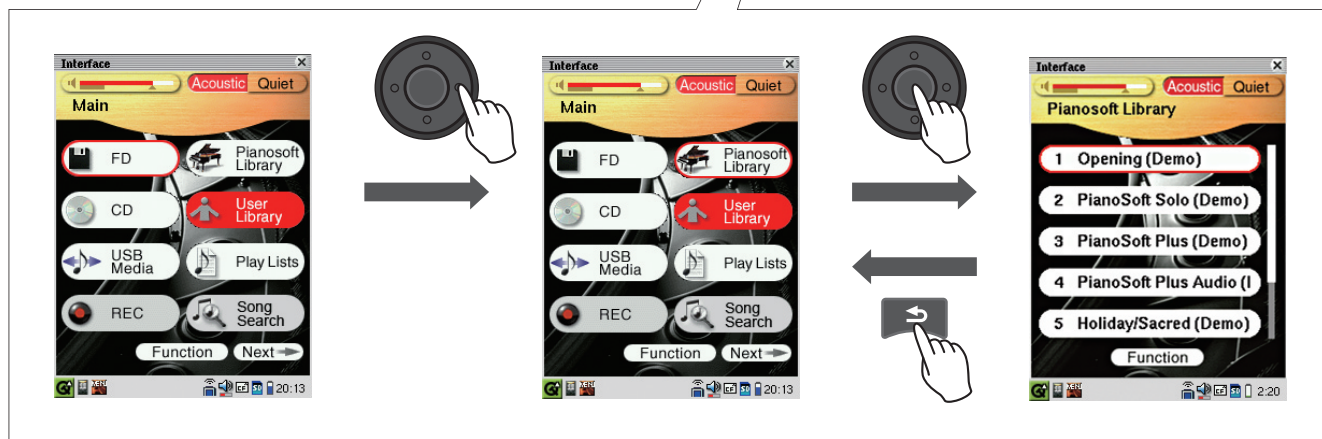 Interface
Acoustic Quiet
Main
FD
Pianosoft
Library
CD
User
Library
USB
Media
Play Lists
REC
Song
Search
Function Next
20:13
Interface
Acoustic Quiet
Main
FD
Pianosoft
Library
CD
User
Library
USB
Media
Play Lists
REC
Song
Search
Function Next
20:13
Interface
Acoustic Quiet
Pianosoft Library
1 Opening (Demo)
2 PianoSoft Solo (Demo)
3 PianoSoft Plus (Demo)
4 PianoSoft Plus Audio (
5 Holiday/Sacred (Demo)
Function
2:20